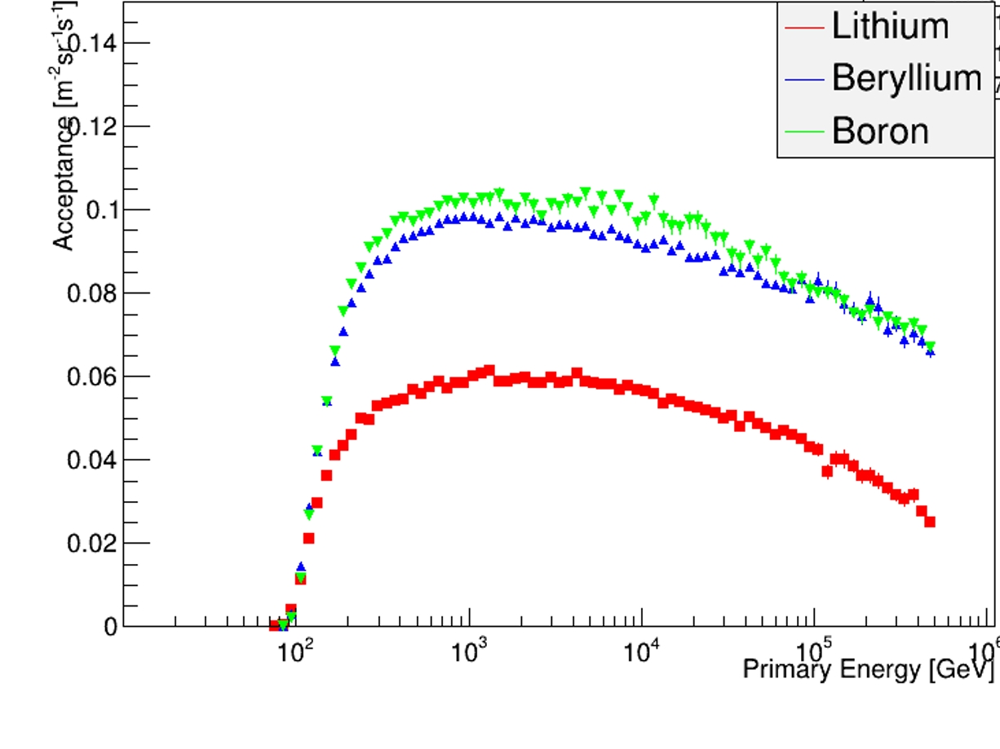 Acceptance [m⁻²sr⁻¹s⁻¹]
0.14
0.12
0.1
0.08
0.06
0.04
0.02
0
Lithium
Beryllium
Boron
10² 10³ 10⁴ 10⁵ 10⁶
Primary Energy [GeV]